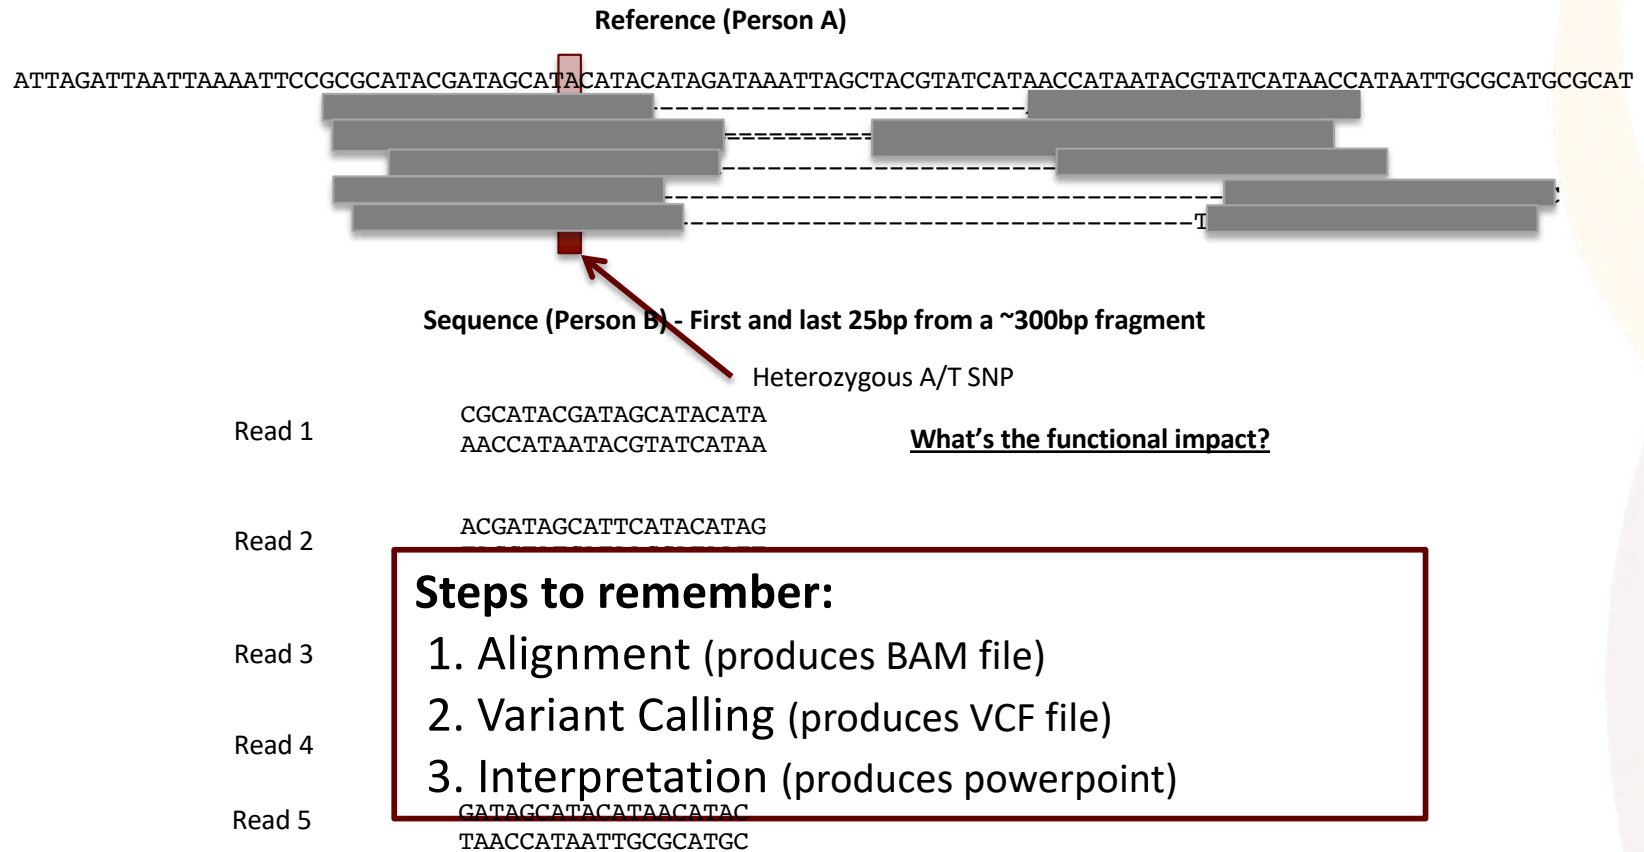 Reference (Person A)
ATTAGATTAATTAAAATTCCGCGCATACGATAGCATACATACATAGATAAATTAGCTACGTATCATAACCATAATACGTATCATAACCATAATTGCGCATGCGCAT
T
Sequence (Person B) - First and last 25bp from a ~300bp fragment
Heterozygous A/T SNP
Read 1
CGCATACGATAGCATACATA
AACCATAATACGTATCATAA
What's the functional impact?
Read 2
ACGATAGCATTCATACATAG
Steps to remember:
1. Alignment (produces BAM file)
Read 3
2. Variant Calling (produces VCF file)
Read 4
3. Interpretation (produces powerpoint)
Read 5
GATAGCATACATAACATAC
TAACCATAATTGCGCATGC